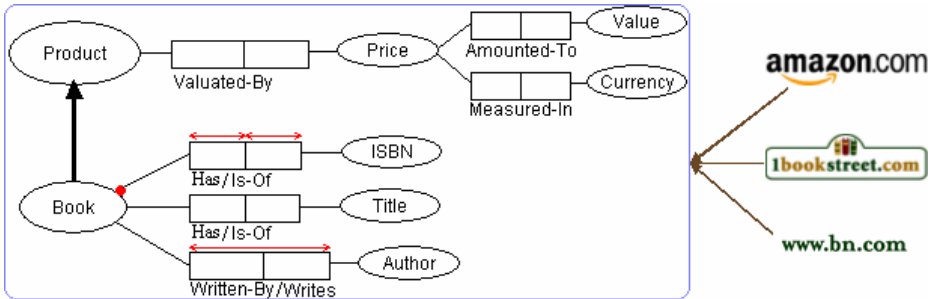 Product
Valuated-By
Price
Amounted-To
Value
Measured-In
Currency
Book
Has/Is-Of
ISBN
Has/Is-Of
Title
Written-By/Writes
Author
amazon.com
1bookstreet.com
www.bn.com